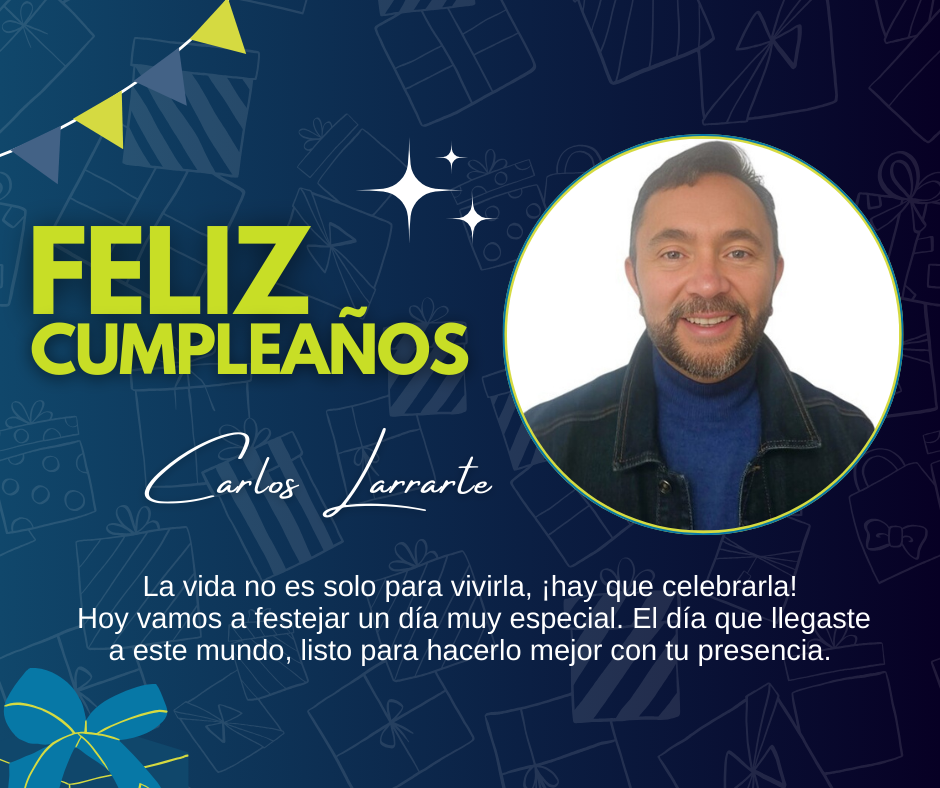 FELIZ
CUMPLEAÑOS
Carlos Larrarte
La vida no es solo para vivirla, ¡hay que celebrarla!
Hoy vamos a festejar un día muy especial. El día que llegaste
a este mundo, listo para hacerlo mejor con tu presencia.